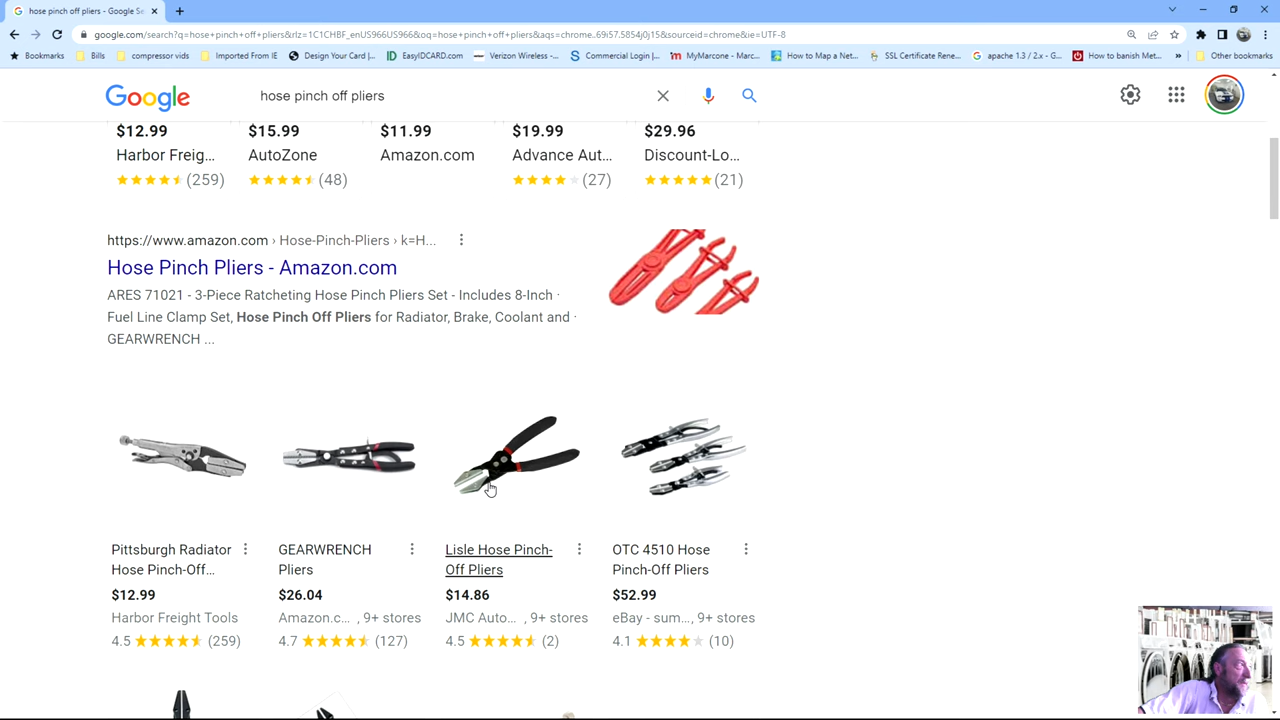 hose pinch off pliers - Google Se
google.com/search?q=hose+pinch+off+pliers&rlz=1C1CHBF_enUS966US966&oq=hose+pinch+off+pliers&aqs=chrome..69i57.5854j0j15&sourceid=chrome&ie=UTF-8
Bookmarks Bills compressor vids Imported From IE Design Your Card |... EasyIDCARD.com Verizon Wireless -... Commercial Login |... MyMarcone - Marc... How to Map a Net... SSL Certificate Rene... apache 1.3 / 2.x - G... How to banish Met... » Other bookmarks
Google hose pinch off pliers
$12.99 $15.99 $11.99 $19.99 $29.96
Harbor Freig... AutoZone Amazon.com Advance Aut... Discount-Lo...
(259) (48) (27) (21)
https://www.amazon.com › Hose-Pinch-Pliers › k=H...
Hose Pinch Pliers - Amazon.com
ARES 71021 - 3-Piece Ratcheting Hose Pinch Pliers Set - Includes 8-Inch ·
Fuel Line Clamp Set, Hose Pinch Off Pliers for Radiator, Brake, Coolant and ·
GEARWRENCH ...
Pittsburgh Radiator GEARWRENCH Lisle Hose Pinch- OTC 4510 Hose
Hose Pinch-Off... Pliers Off Pliers Pinch-Off Pliers
$12.99 $26.04 $14.86 $52.99
Harbor Freight Tools Amazon.c... , 9+ stores JMC Auto... , 9+ stores eBay - sum..., 9+ stores
4.5 (259) 4.7 (127) 4.5 (2) 4.1 (10)